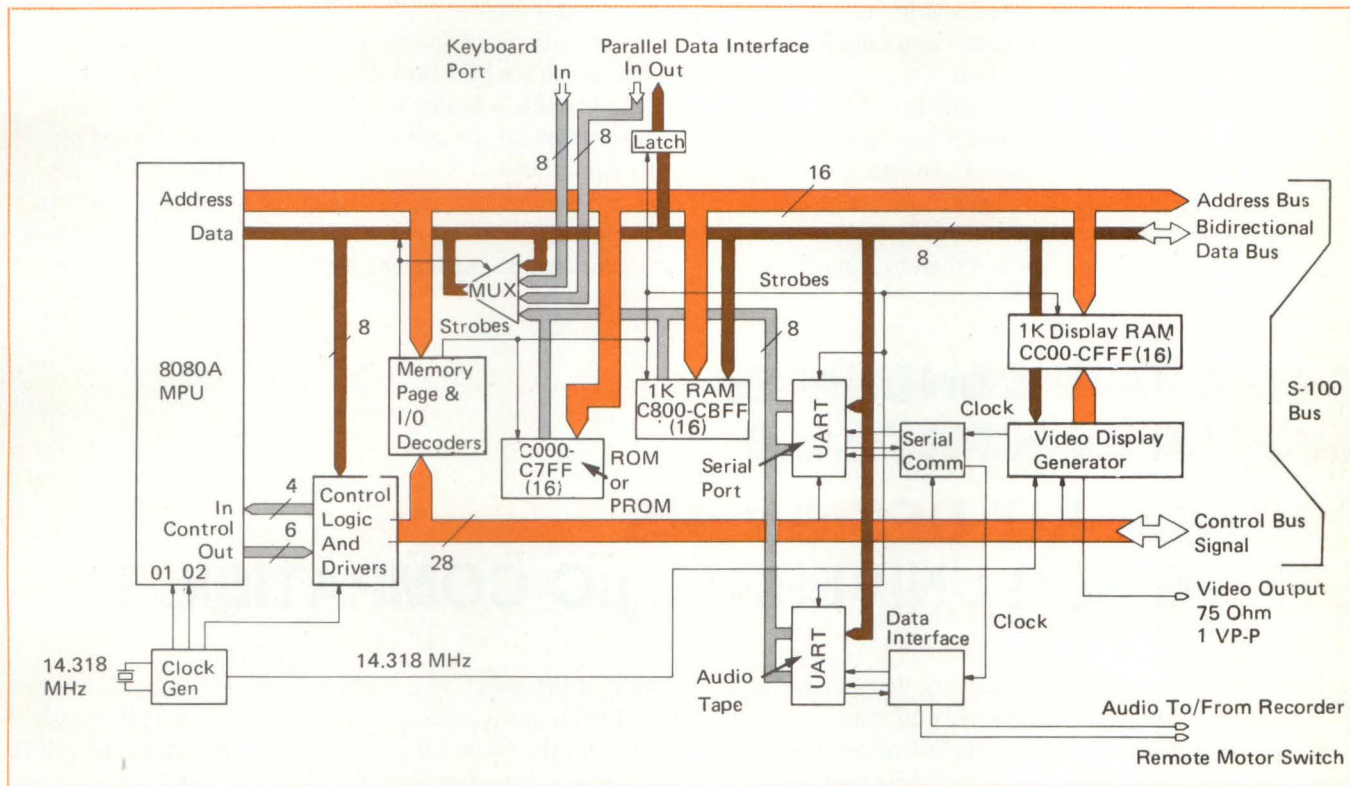 Keyboard
Port
In
Parallel Data Interface
In Out
8
8
Latch
8080A
MPU
Address
Data
16
8
Address Bus
Bidirectional
Data Bus
S-100
Bus
MUX
Strobes
Strobes
8
8
Memory
Page &
I/0
Decoders
1K RAM
C800-CBFF
(16)
C000-
C7FF
(16)
ROM
or
PROM
1K Display RAM
CC00-CFFF(16)
UART
Serial
Port
Serial
Comm
Clock
Video Display
Generator
In
Control
Out
4
6
Control
Logic
And
Drivers
28
Control Bus
Signal
01 02
14.318
MHz
Clock
Gen
14.318 MHz
Audio
Tape
UART
Data
Interface
Clock
Video Output
75 Ohm
1 VP-P
Audio To/From Recorder
Remote Motor Switch